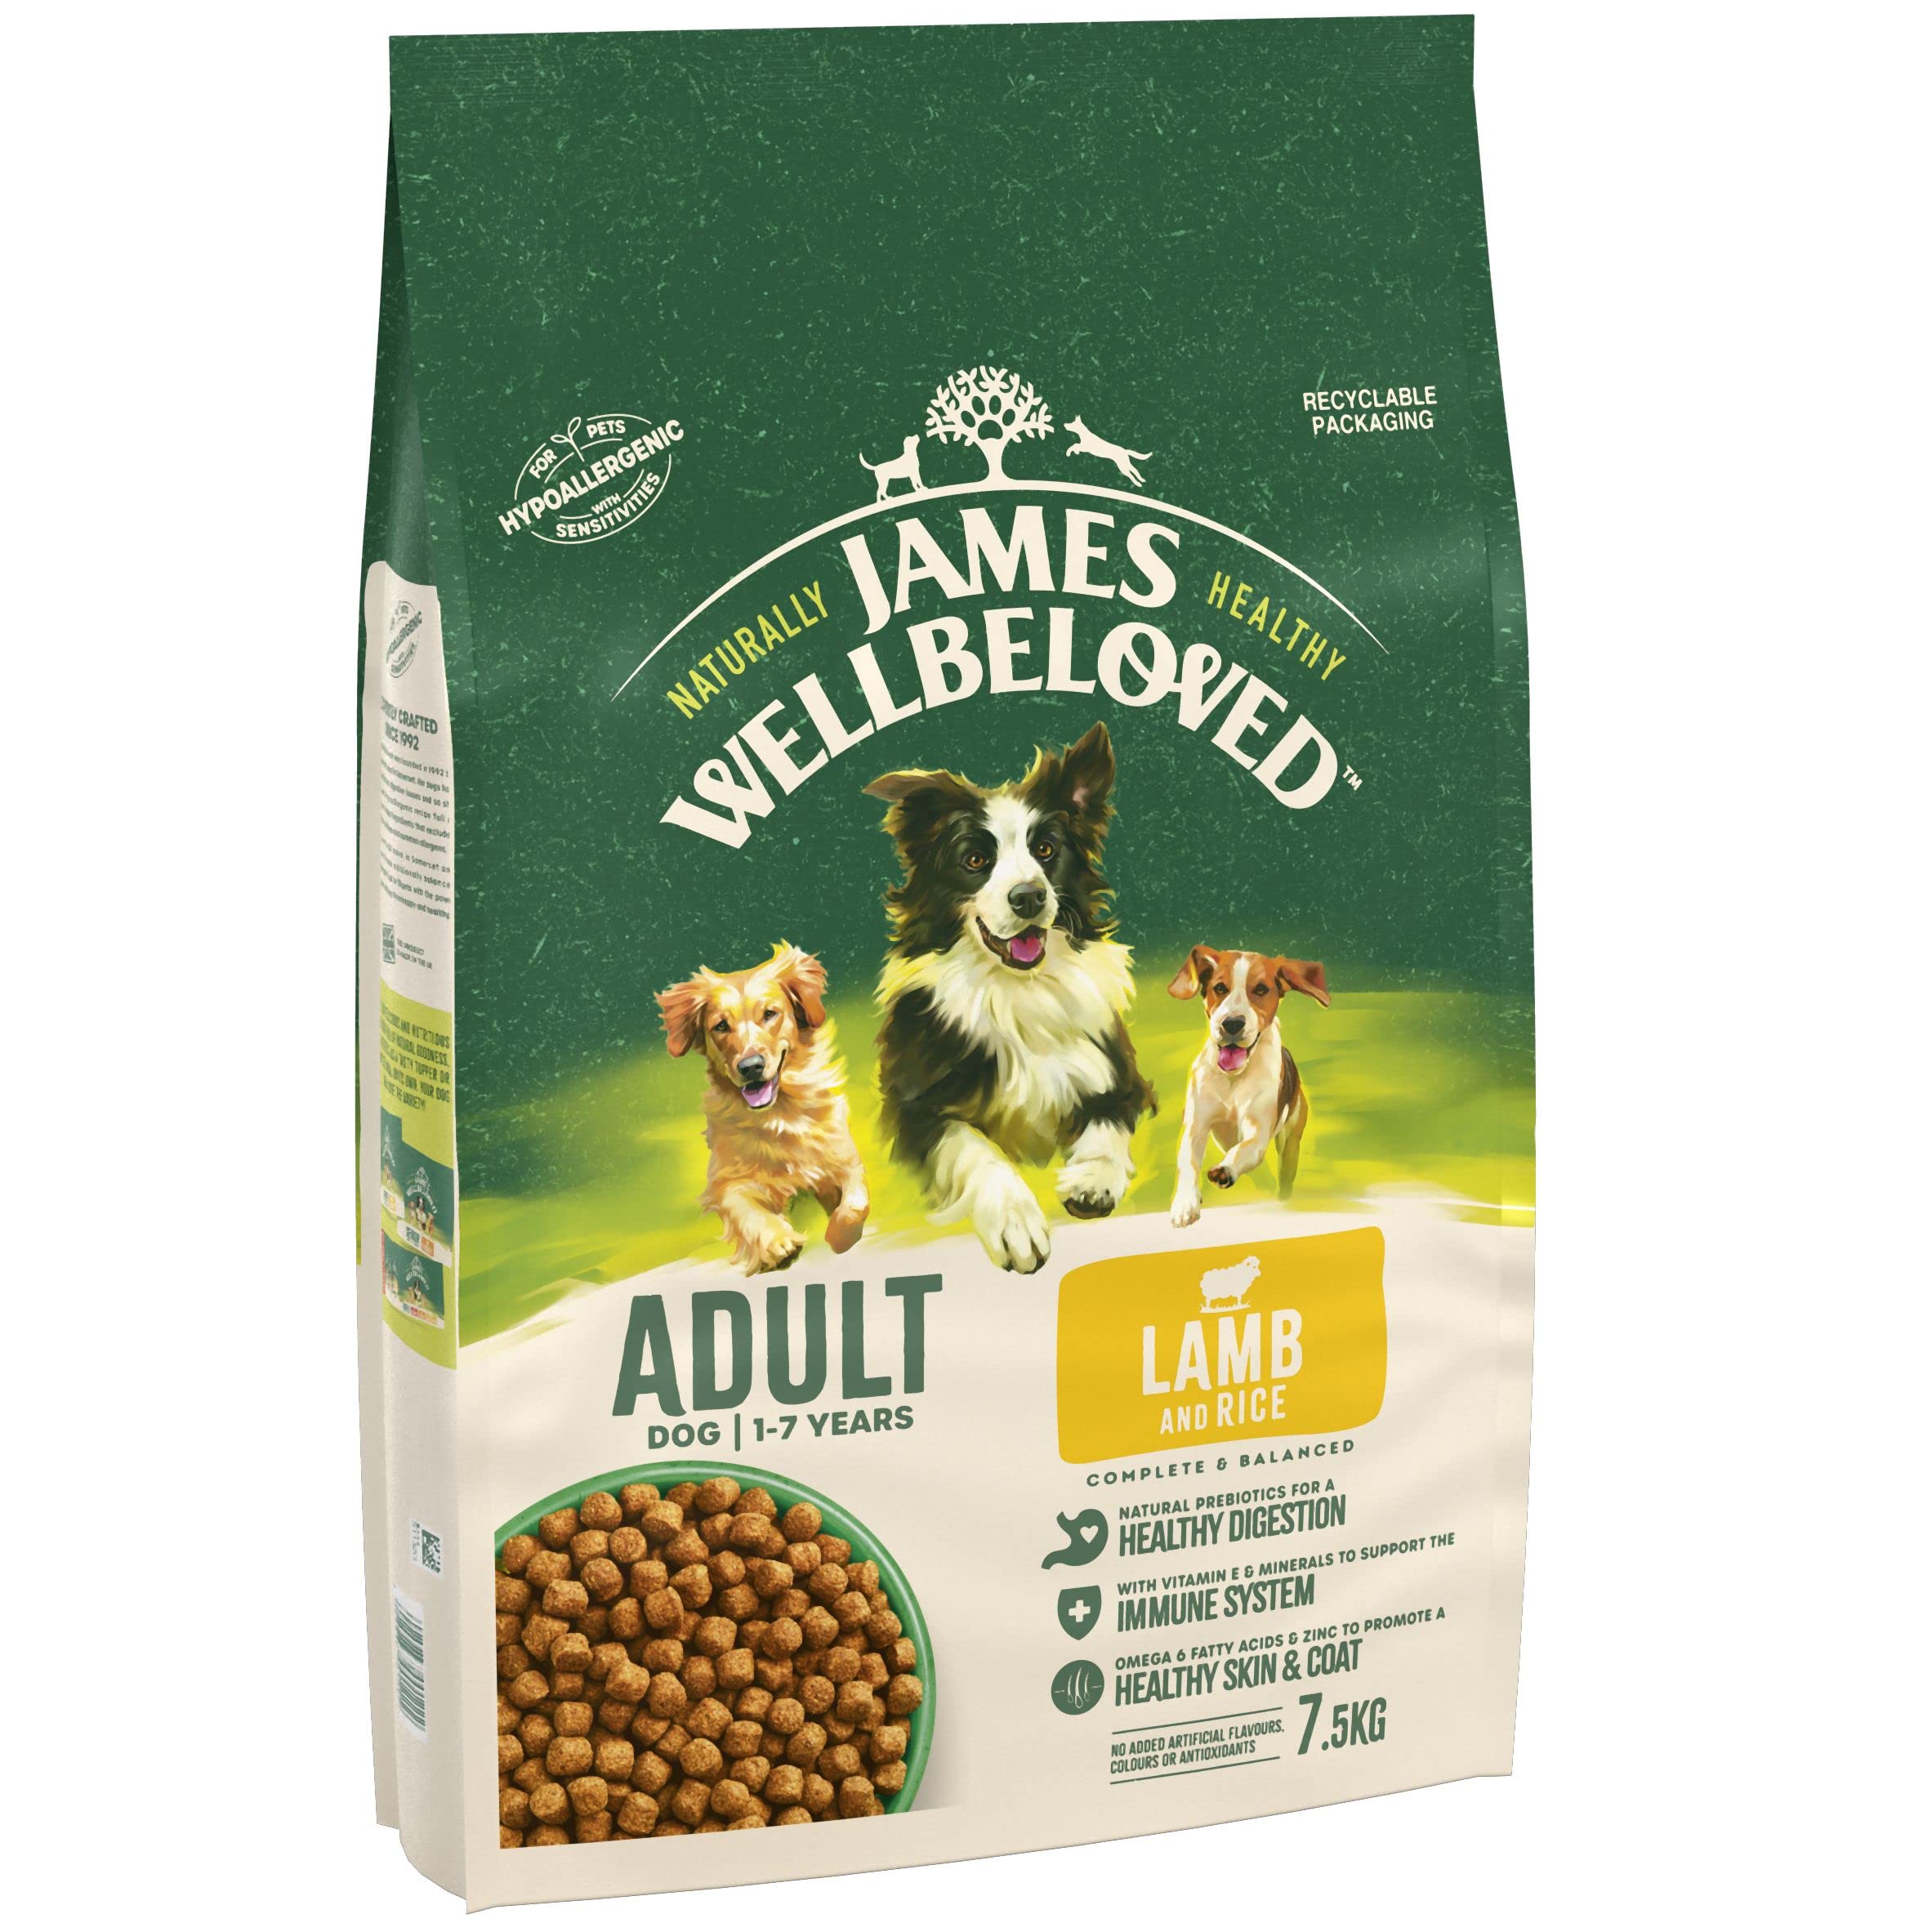 FOR PETS
HYPOALLERGENIC
WITH
SENSITIVITIES
RECYCLABLE
PACKAGING
NATURALLY
JAMES
HEALTHY
WELLBELOVED™
ADULT
DOG | 1-7 YEARS
LAMB
AND RICE
COMPLETE & BALANCED
NATURAL PREBIOTICS FOR A
HEALTHY DIGESTION
WITH VITAMIN E & MINERALS TO SUPPORT THE
IMMUNE SYSTEM
OMEGA 6 FATTY ACIDS & ZINC TO PROMOTE A
HEALTHY SKIN & COAT
NO ADDED ARTIFICIAL FLAVOURS,
COLOURS OR ANTIOXIDANTS
7.5KG
CRAFTED
1992